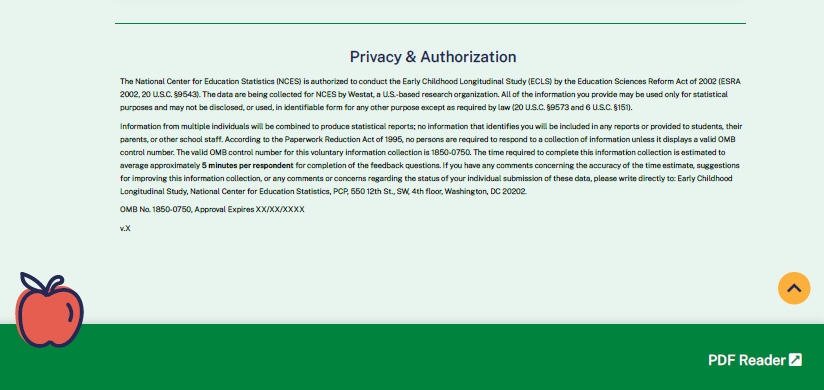 Privacy & Authorization
The National Center for Education Statistics (NCES) is authorized to conduct the Early Childhood Longitudinal Study (ECLS) by the Education Sciences Reform Act of 2002 (ESRA
2002, 20 U.S.C. §9543). The data are being collected for NCES by Westat, a U.S.-based research organization. All of the information you provide may be used only for statistical
purposes and may not be disclosed, or used, in identifiable form for any other purpose except as required by law (20 U.S.C. §9573 and 6 U.S.C. §151).
Information from multiple individuals will be combined to produce statistical reports; no information that identifies you will be included in any reports or provided to students, their
parents, or other school staff. According to the Paperwork Reduction Act of 1995, no persons are required to respond to a collection of information unless it displays a valid OMB
control number. The valid OMB control number for this voluntary information collection is 1850-0750. The time required to complete this information collection is estimated to
average approximately 5 minutes per respondent for completion of the feedback questions. If you have any comments concerning the accuracy of the time estimate, suggestions
for improving this information collection, or any comments or concerns regarding the status of your individual submission of these data, please write directly to: Early Childhood
Longitudinal Study, National Center for Education Statistics, PCP, 550 12th St., SW, 4th floor, Washington, DC 20202.
OMB No. 1850-0750, Approval Expires XX/XX/XXXX
v.X
PDF Reader